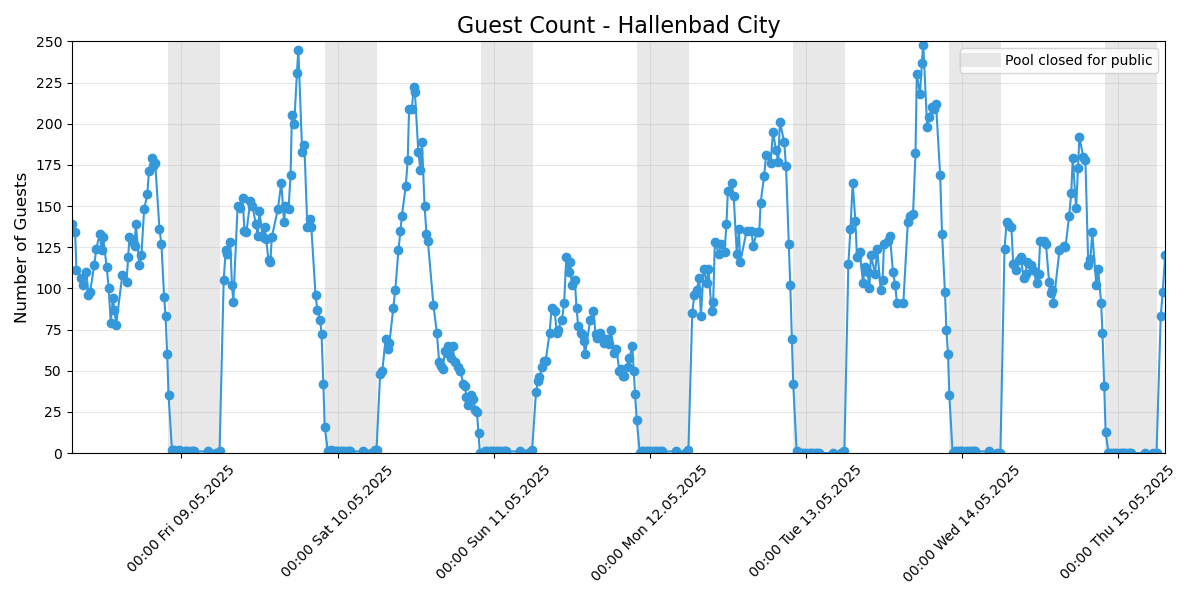 Guest Count - Hallenbad City
Pool closed for public
Number of Guests
250
225
200
175
150
125
100
75
50
25
0
00:00 Fri 09.05.2025
00:00 Sat 10.05.2025
00:00 Sun 11.05.2025
00:00 Mon 12.05.2025
00:00 Tue 13.05.2025
00:00 Wed 14.05.2025
00:00 Thu 15.05.2025